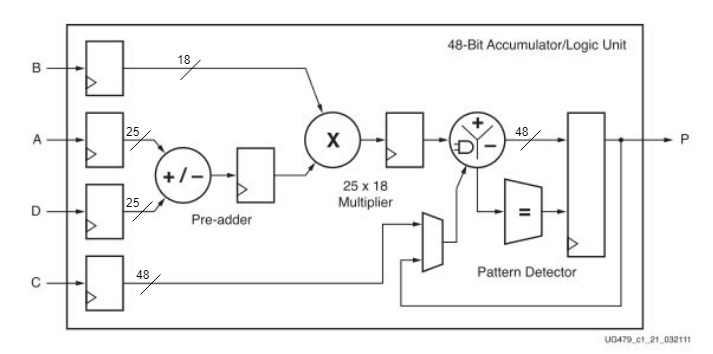 48-Bit Accumulator/Logic Unit
B
18
A
25
+
48
P
+/−
X
−
=
D
25
25 x 18
Multiplier
Pre-adder
C
48
Pattern Detector
UG479_c1_21_032111